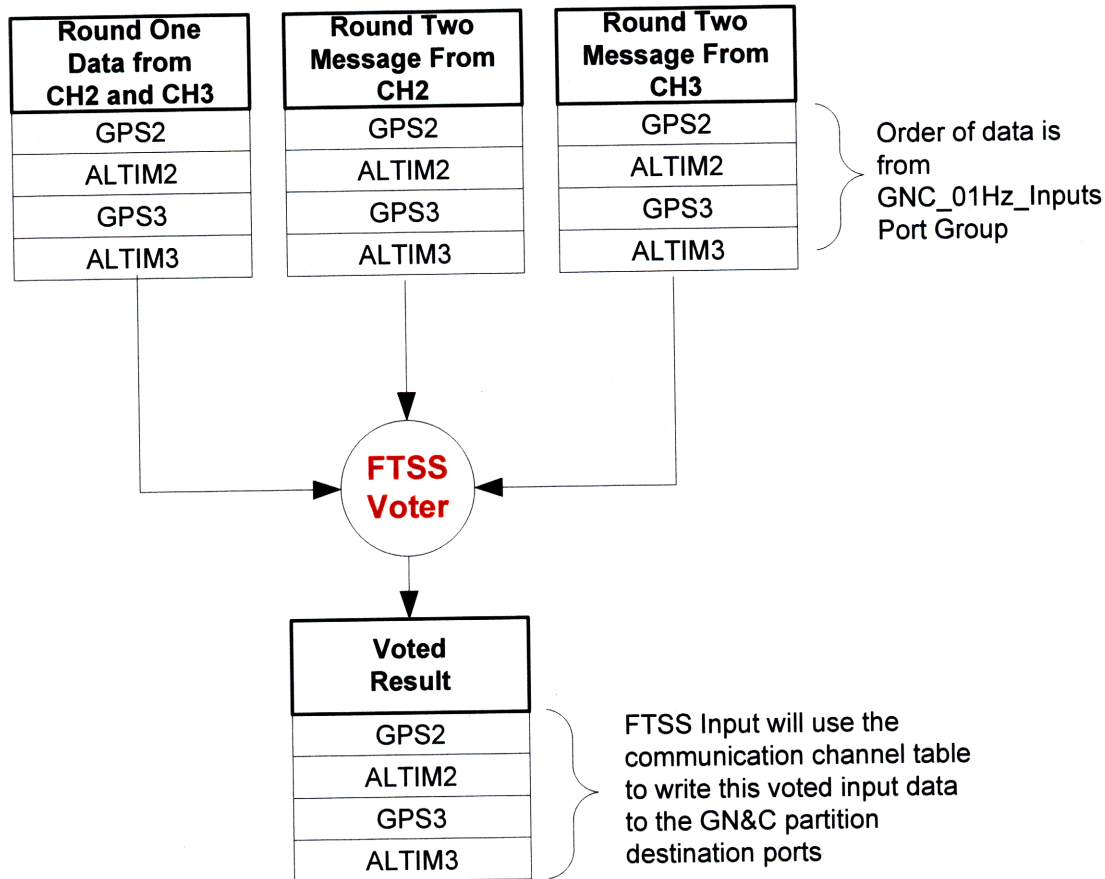 Round One
Data from
CH2 and CH3
GPS2
ALTIM2
GPS3
ALTIM3
Round Two
Message From
CH2
GPS2
ALTIM2
GPS3
ALTIM3
Round Two
Message From
CH3
GPS2
ALTIM2
GPS3
ALTIM3
Order of data is
from
GNC_01Hz_Inputs
Port Group
FTSS
Voter
Voted
Result
GPS2
ALTIM2
GPS3
ALTIM3
FTSS Input will use the
communication channel table
to write this voted input data
to the GN&C partition
destination ports